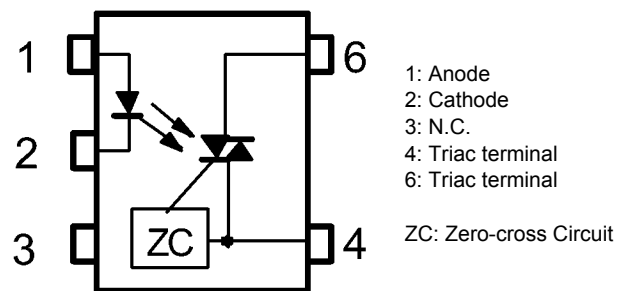 1
2
3
6
4
ZC
1: Anode
2: Cathode
3: N.C.
4: Triac terminal
6: Triac terminal
ZC: Zero-cross Circuit